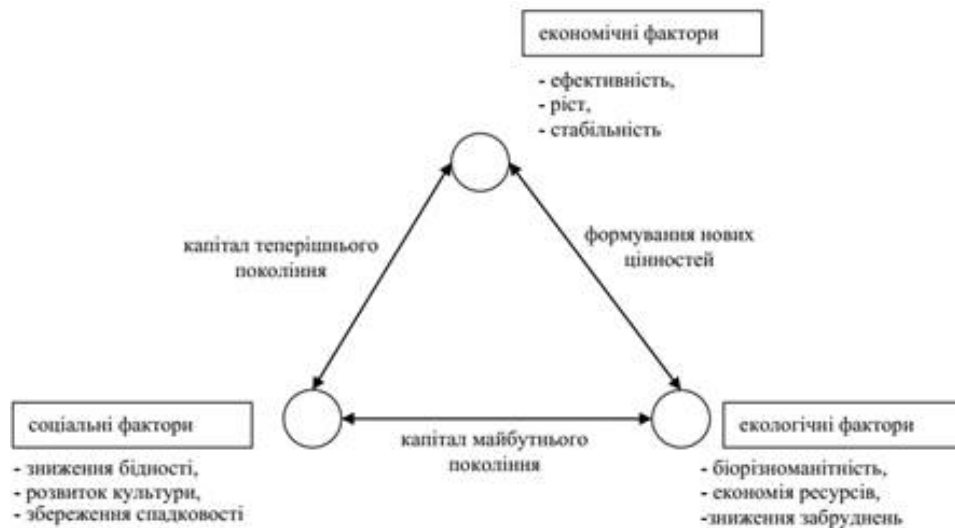 економічні фактори
- ефективність,
- ріст,
- стабільність
капітал теперішнього
покоління
формування нових
цінностей
соціальні фактори
- зниження бідності,
- розвиток культури,
- збереження спадковості
капітал майбутнього
покоління
екологічні фактори
- біорізноманітність,
- економія ресурсів,
-зниження забруднень